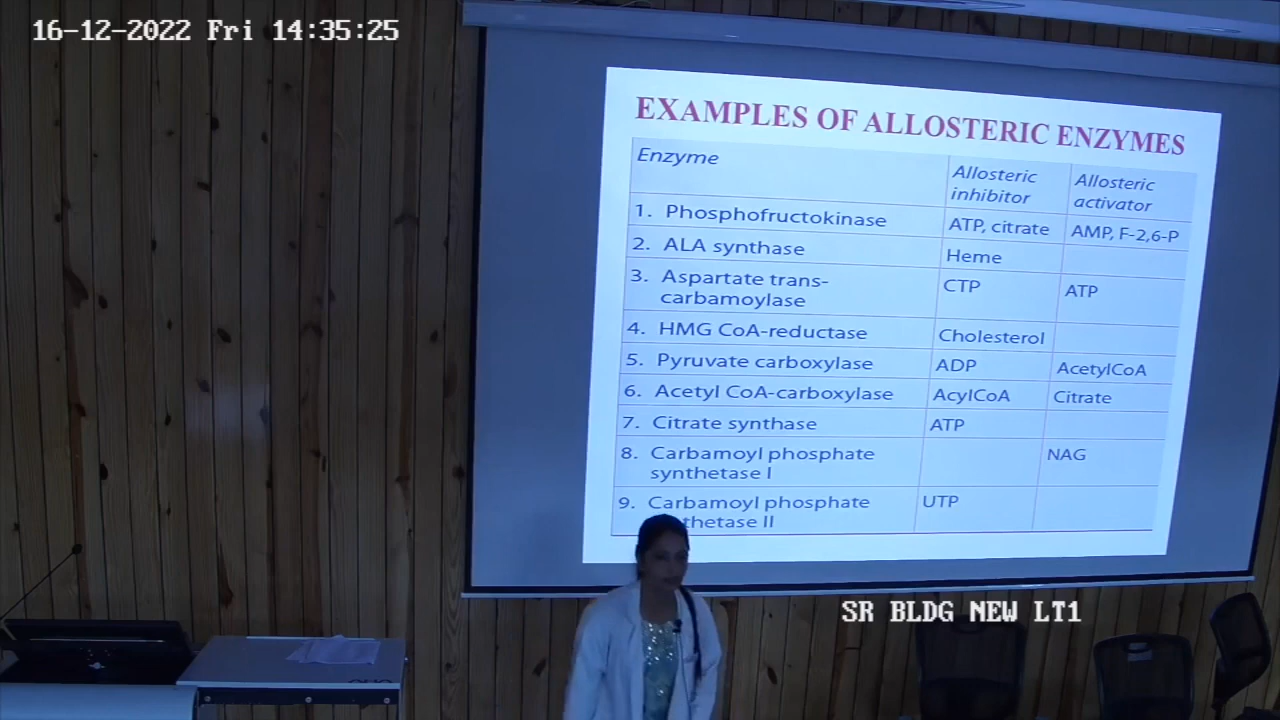 16-12-2022 Fri 14:35:25
EXAMPLES OF ALLOSTERIC ENZYMES
Enzyme Allosteric inhibitor Allosteric activator
1. Phosphofructokinase ATP, citrate AMP, F-2,6-P
2. ALA synthase Heme
3. Aspartate trans- CTP ATP
carbamoylase
4. HMG CoA-reductase Cholesterol
5. Pyruvate carboxylase ADP AcetylCoA
6. Acetyl CoA-carboxylase AcylCoA Citrate
7. Citrate synthase ATP
8. Carbamoyl phosphate NAG
synthetase I
9. Carbamoyl phosphate UTP
thetase II
SR BLDG NEW LT1